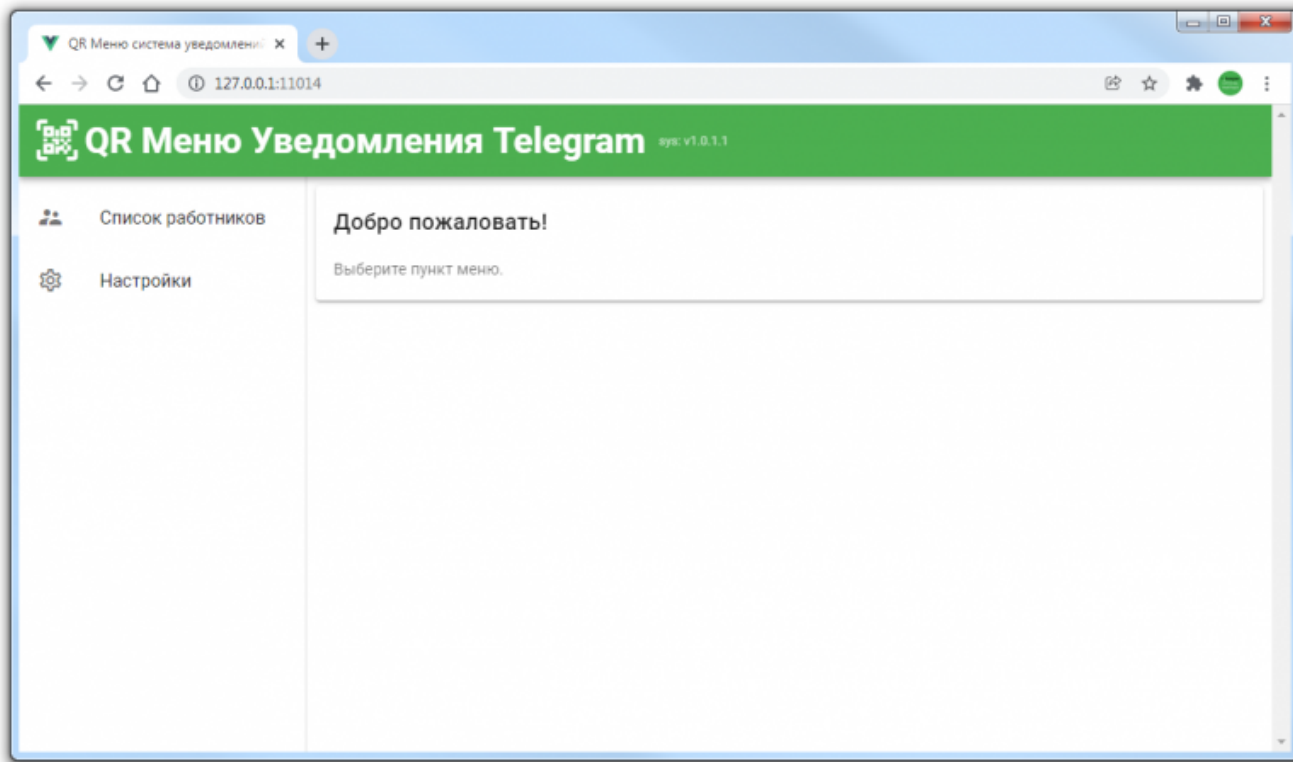 QR Меню система уведомлений
127.0.0.1:11014
QR Меню Уведомления Telegram sys: v1.0.1.1
Список работников
Настройки
Добро пожаловать!
Выберите пункт меню.